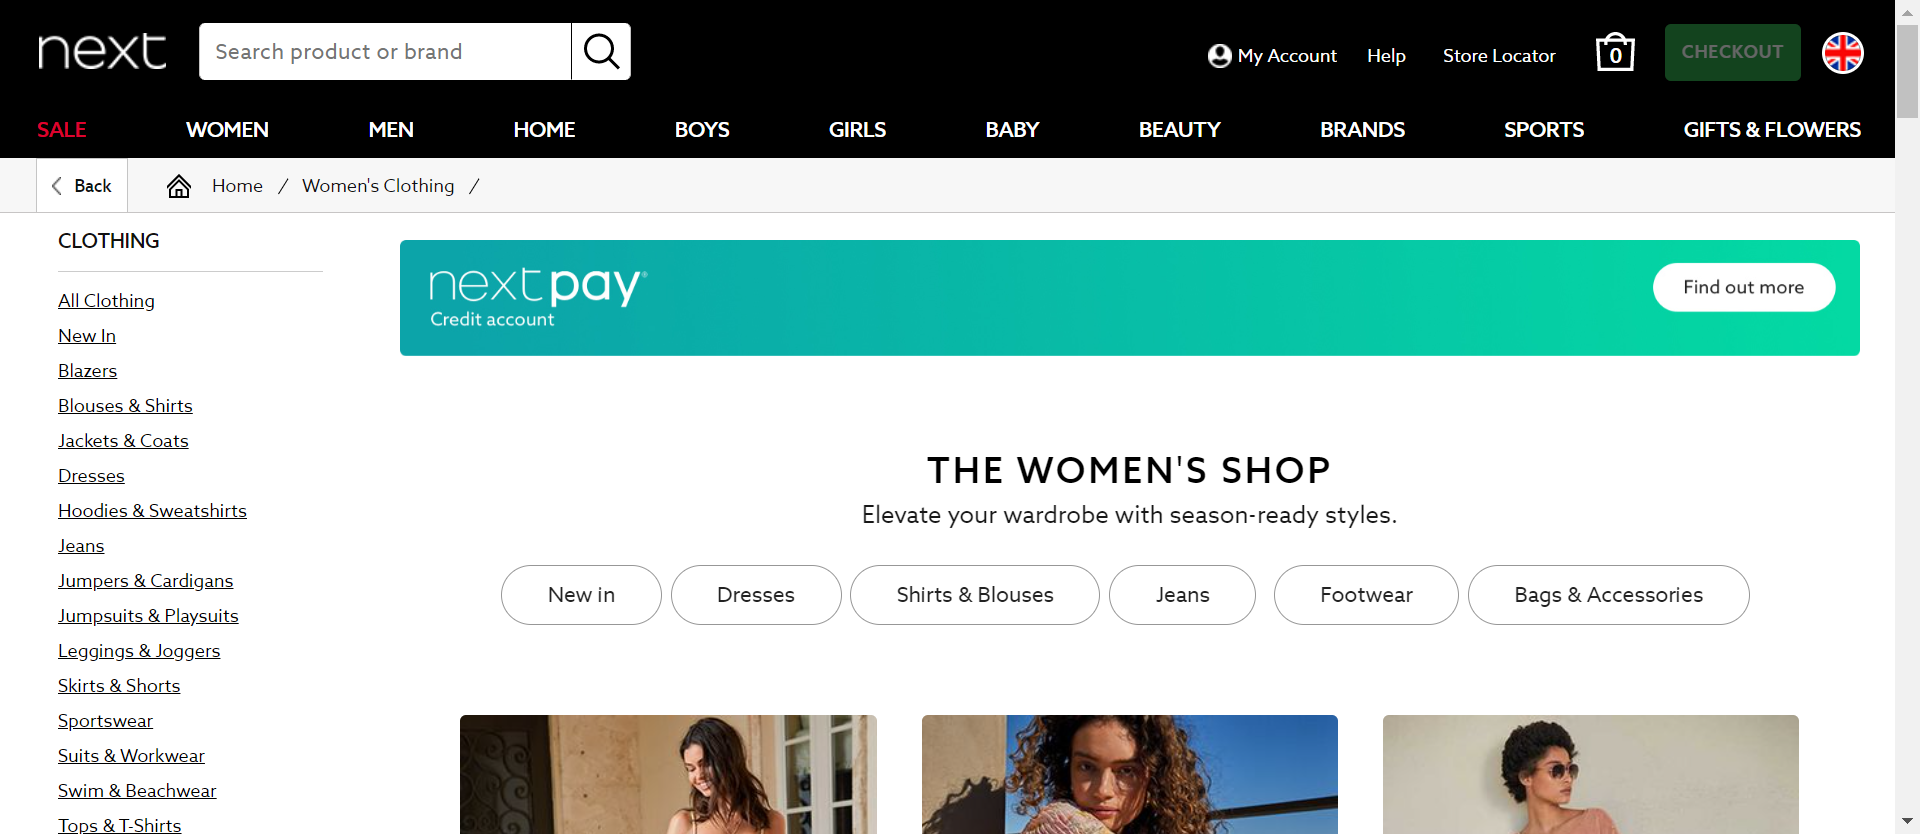 next
Search product or brand
My Account
Help
Store Locator
0
CHECKOUT
SALE
WOMEN
MEN
HOME
BOYS
GIRLS
BABY
BEAUTY
BRANDS
SPORTS
GIFTS & FLOWERS
Back
Home / Women's Clothing /
CLOTHING
All Clothing
New In
Blazers
Blouses & Shirts
Jackets & Coats
Dresses
Hoodies & Sweatshirts
Jeans
Jumpers & Cardigans
Jumpsuits & Playsuits
Leggings & Joggers
Skirts & Shorts
Sportswear
Suits & Workwear
Swim & Beachwear
Tops & T-Shirts
nextpay
Credit account
Find out more
THE WOMEN'S SHOP
Elevate your wardrobe with season-ready styles.
New in
Dresses
Shirts & Blouses
Jeans
Footwear
Bags & Accessories